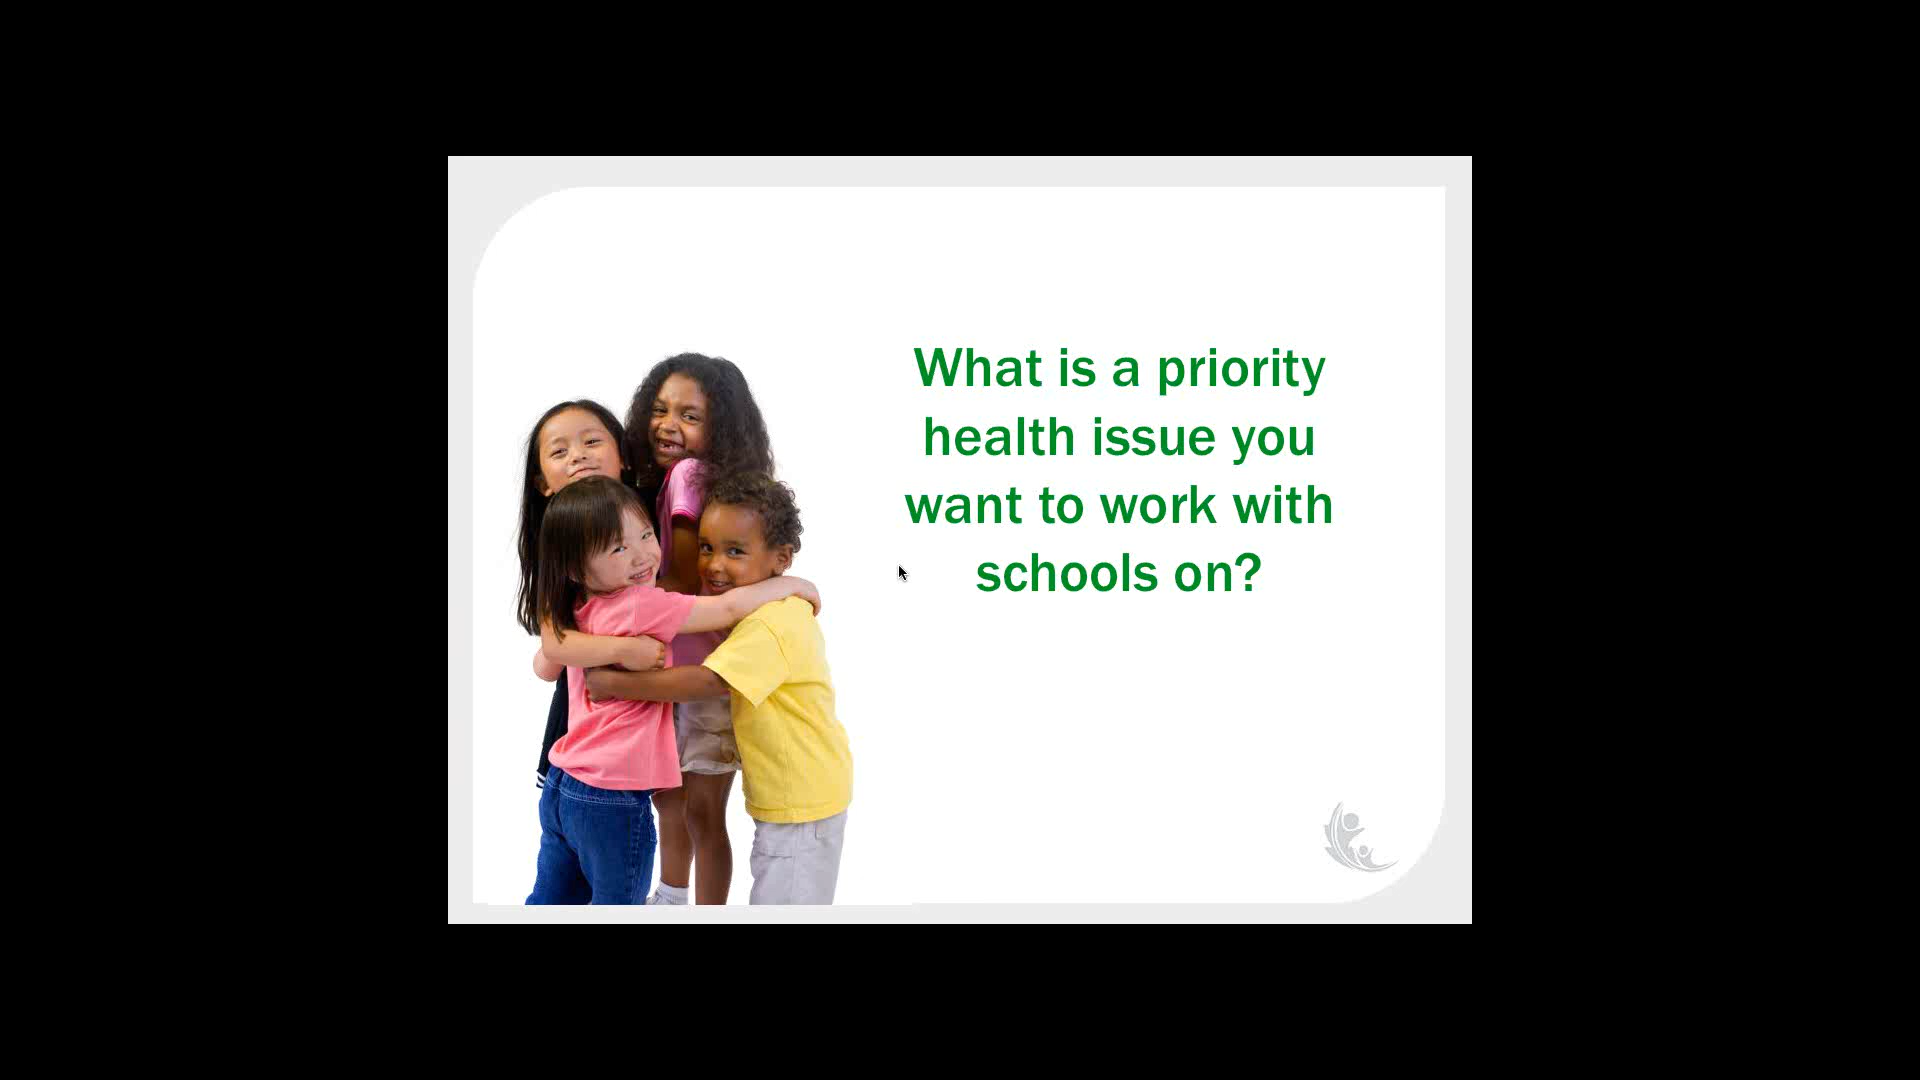 What is a priority
health issue you
want to work with
schools on?